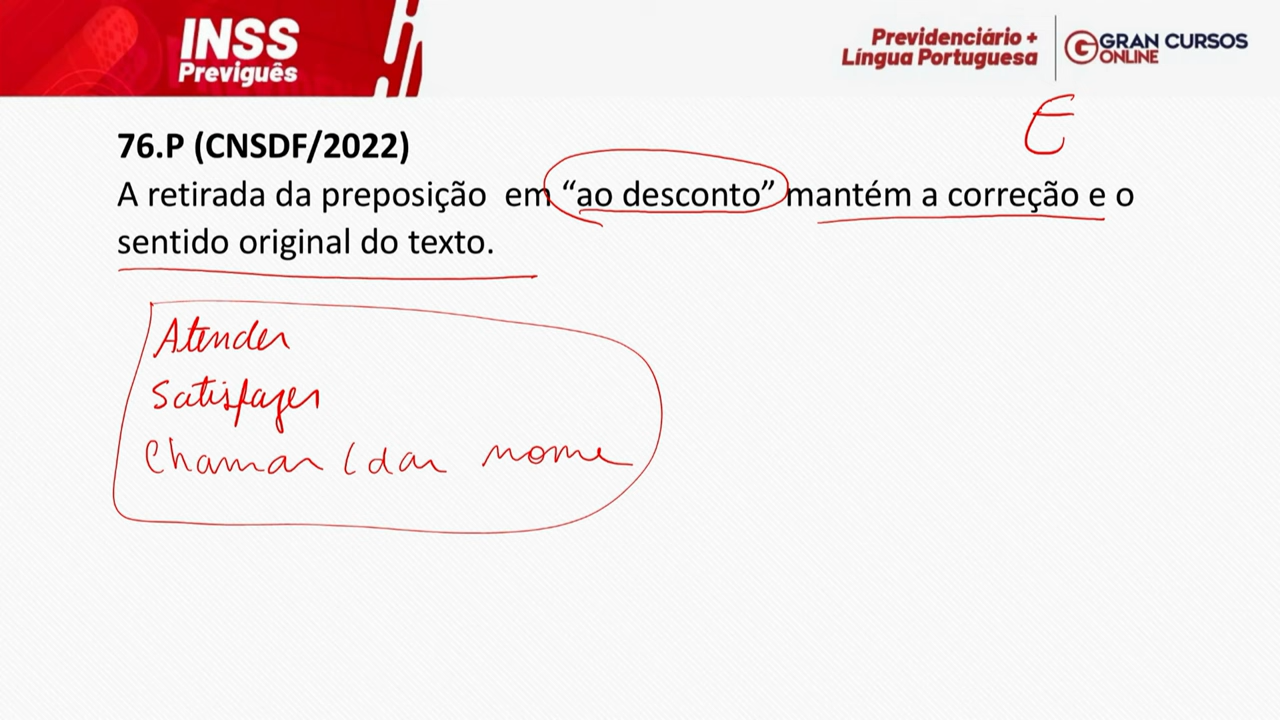 INSS
Previguês
Previdenciário +
Língua Portuguesa
GRAN CURSOS
ONLINE
E
76.P (CNSDF/2022)
A retirada da preposição em “ao desconto” mantém a correção e o
sentido original do texto.
Atender
Satisfazer
Chamar (dar nome